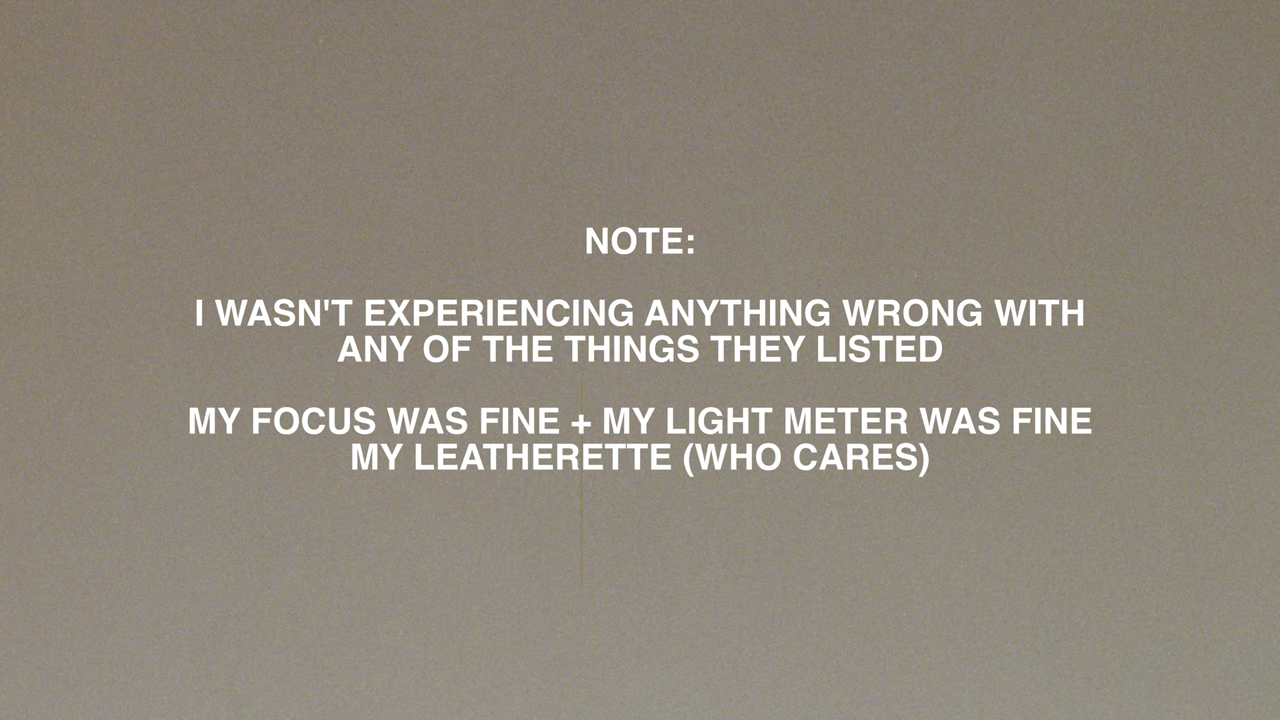 NOTE:
I WASN'T EXPERIENCING ANYTHING WRONG WITH
ANY OF THE THINGS THEY LISTED
MY FOCUS WAS FINE + MY LIGHT METER WAS FINE
MY LEATHERETTE (WHO CARES)